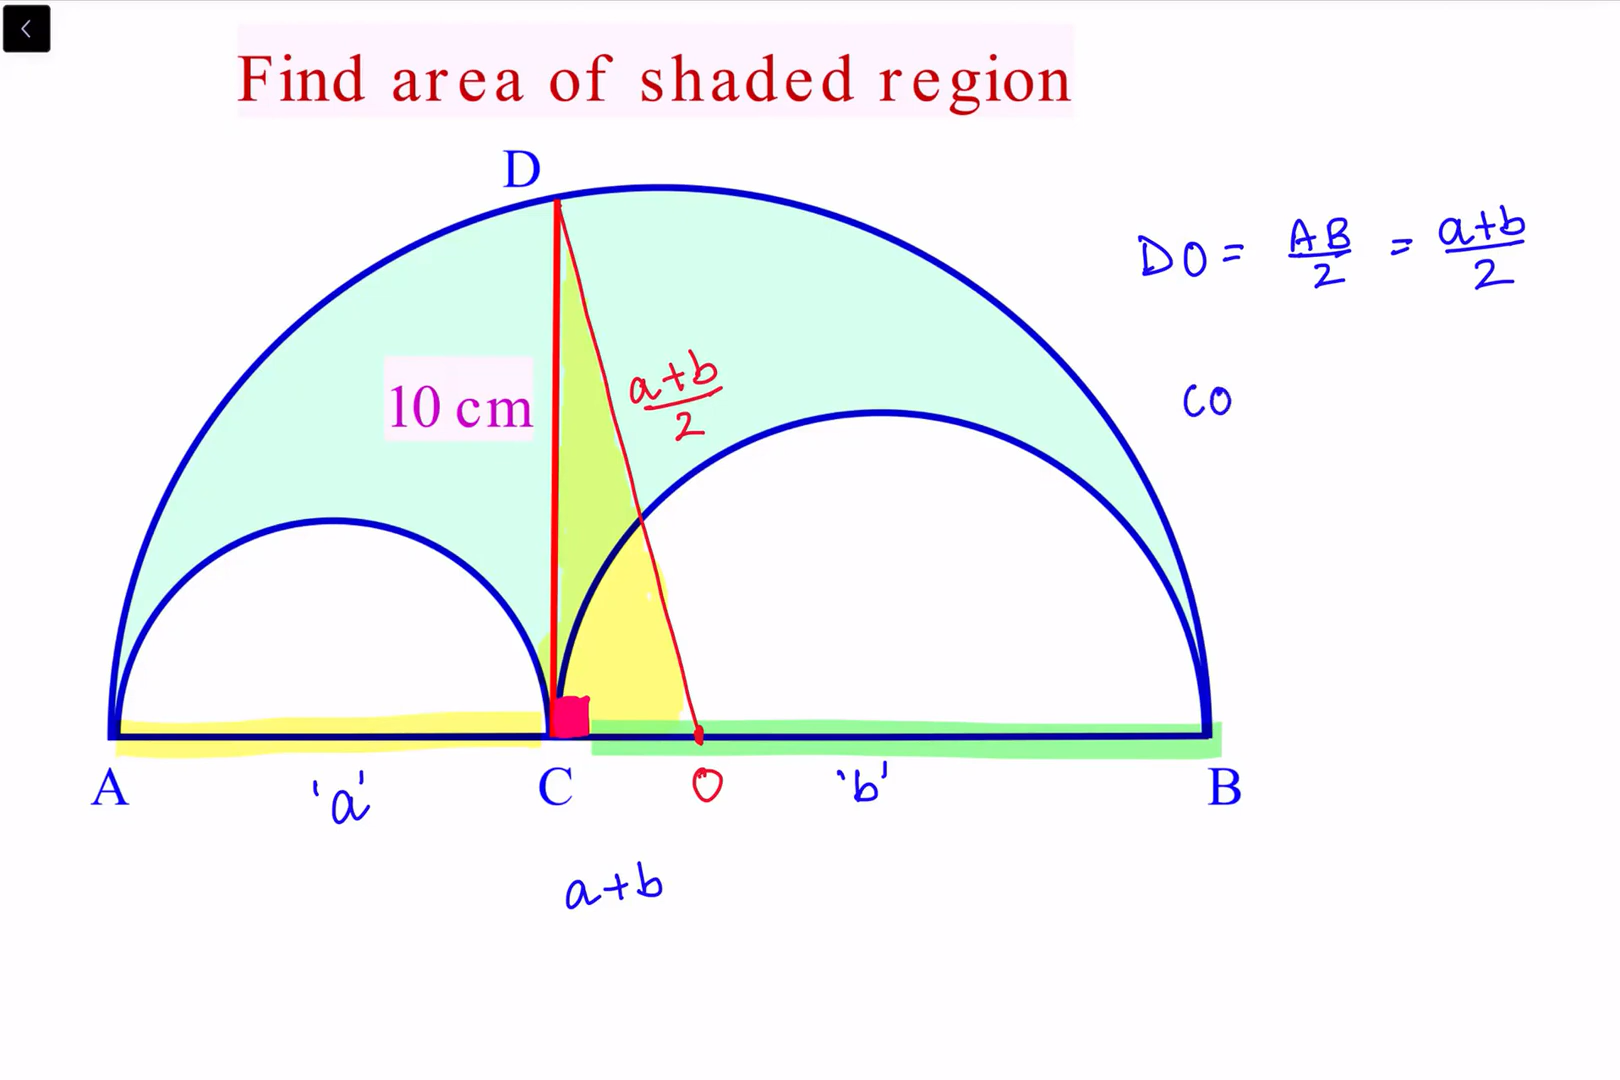 Find area of shaded region
D
DO = AB/2 = a+b/2
10 cm
a+b/2
CO
A
C
O
B
'a'
'b'
a+b